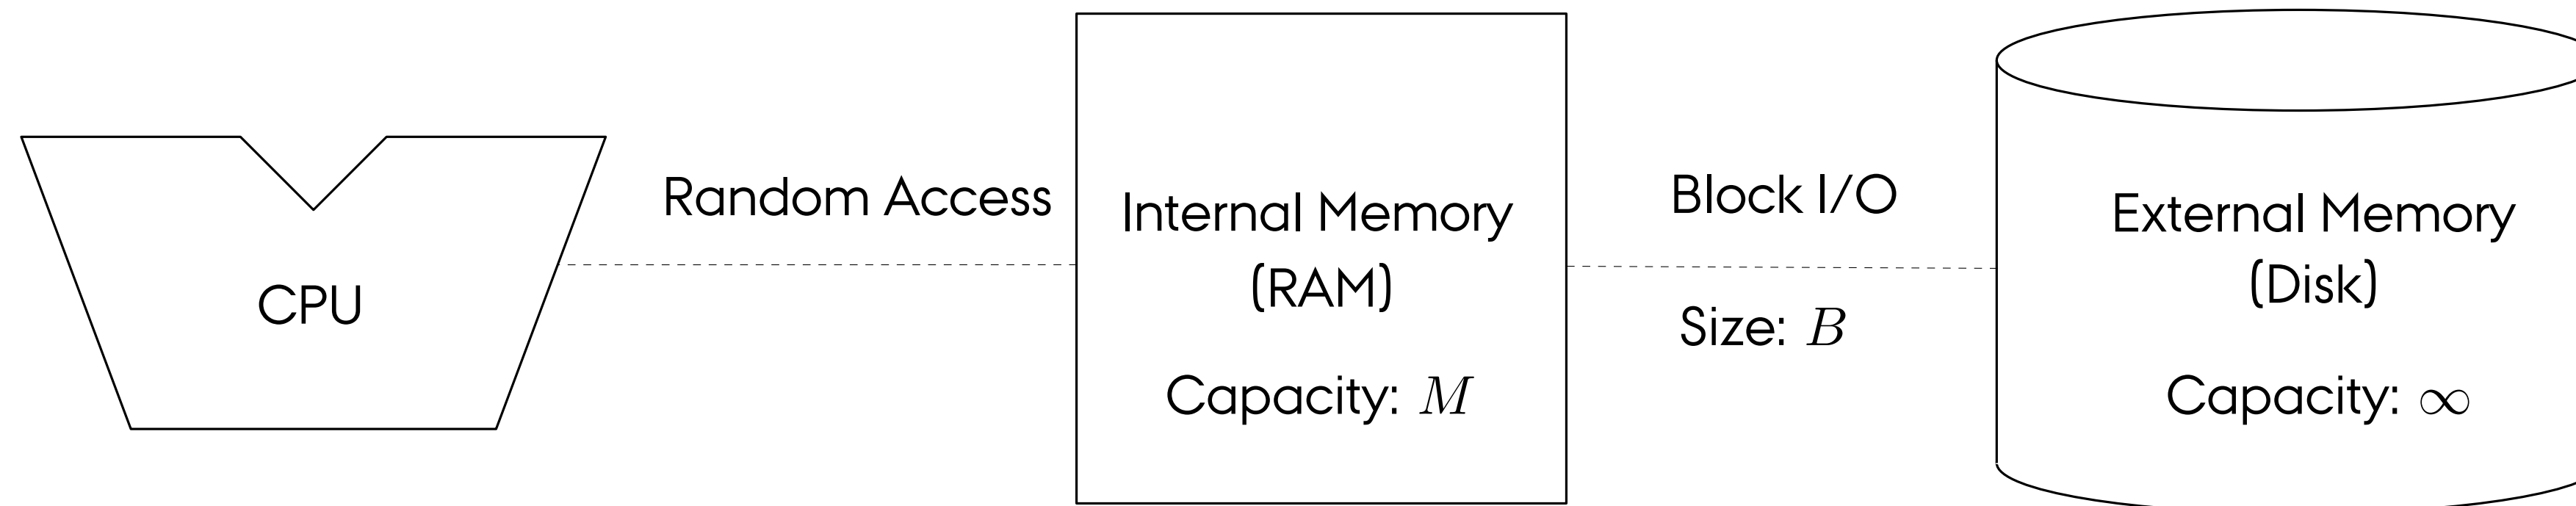 CPU
Random Access
Internal Memory
(RAM)
Capacity: M
Block I/O
Size: B
External Memory
(Disk)
Capacity: ∞